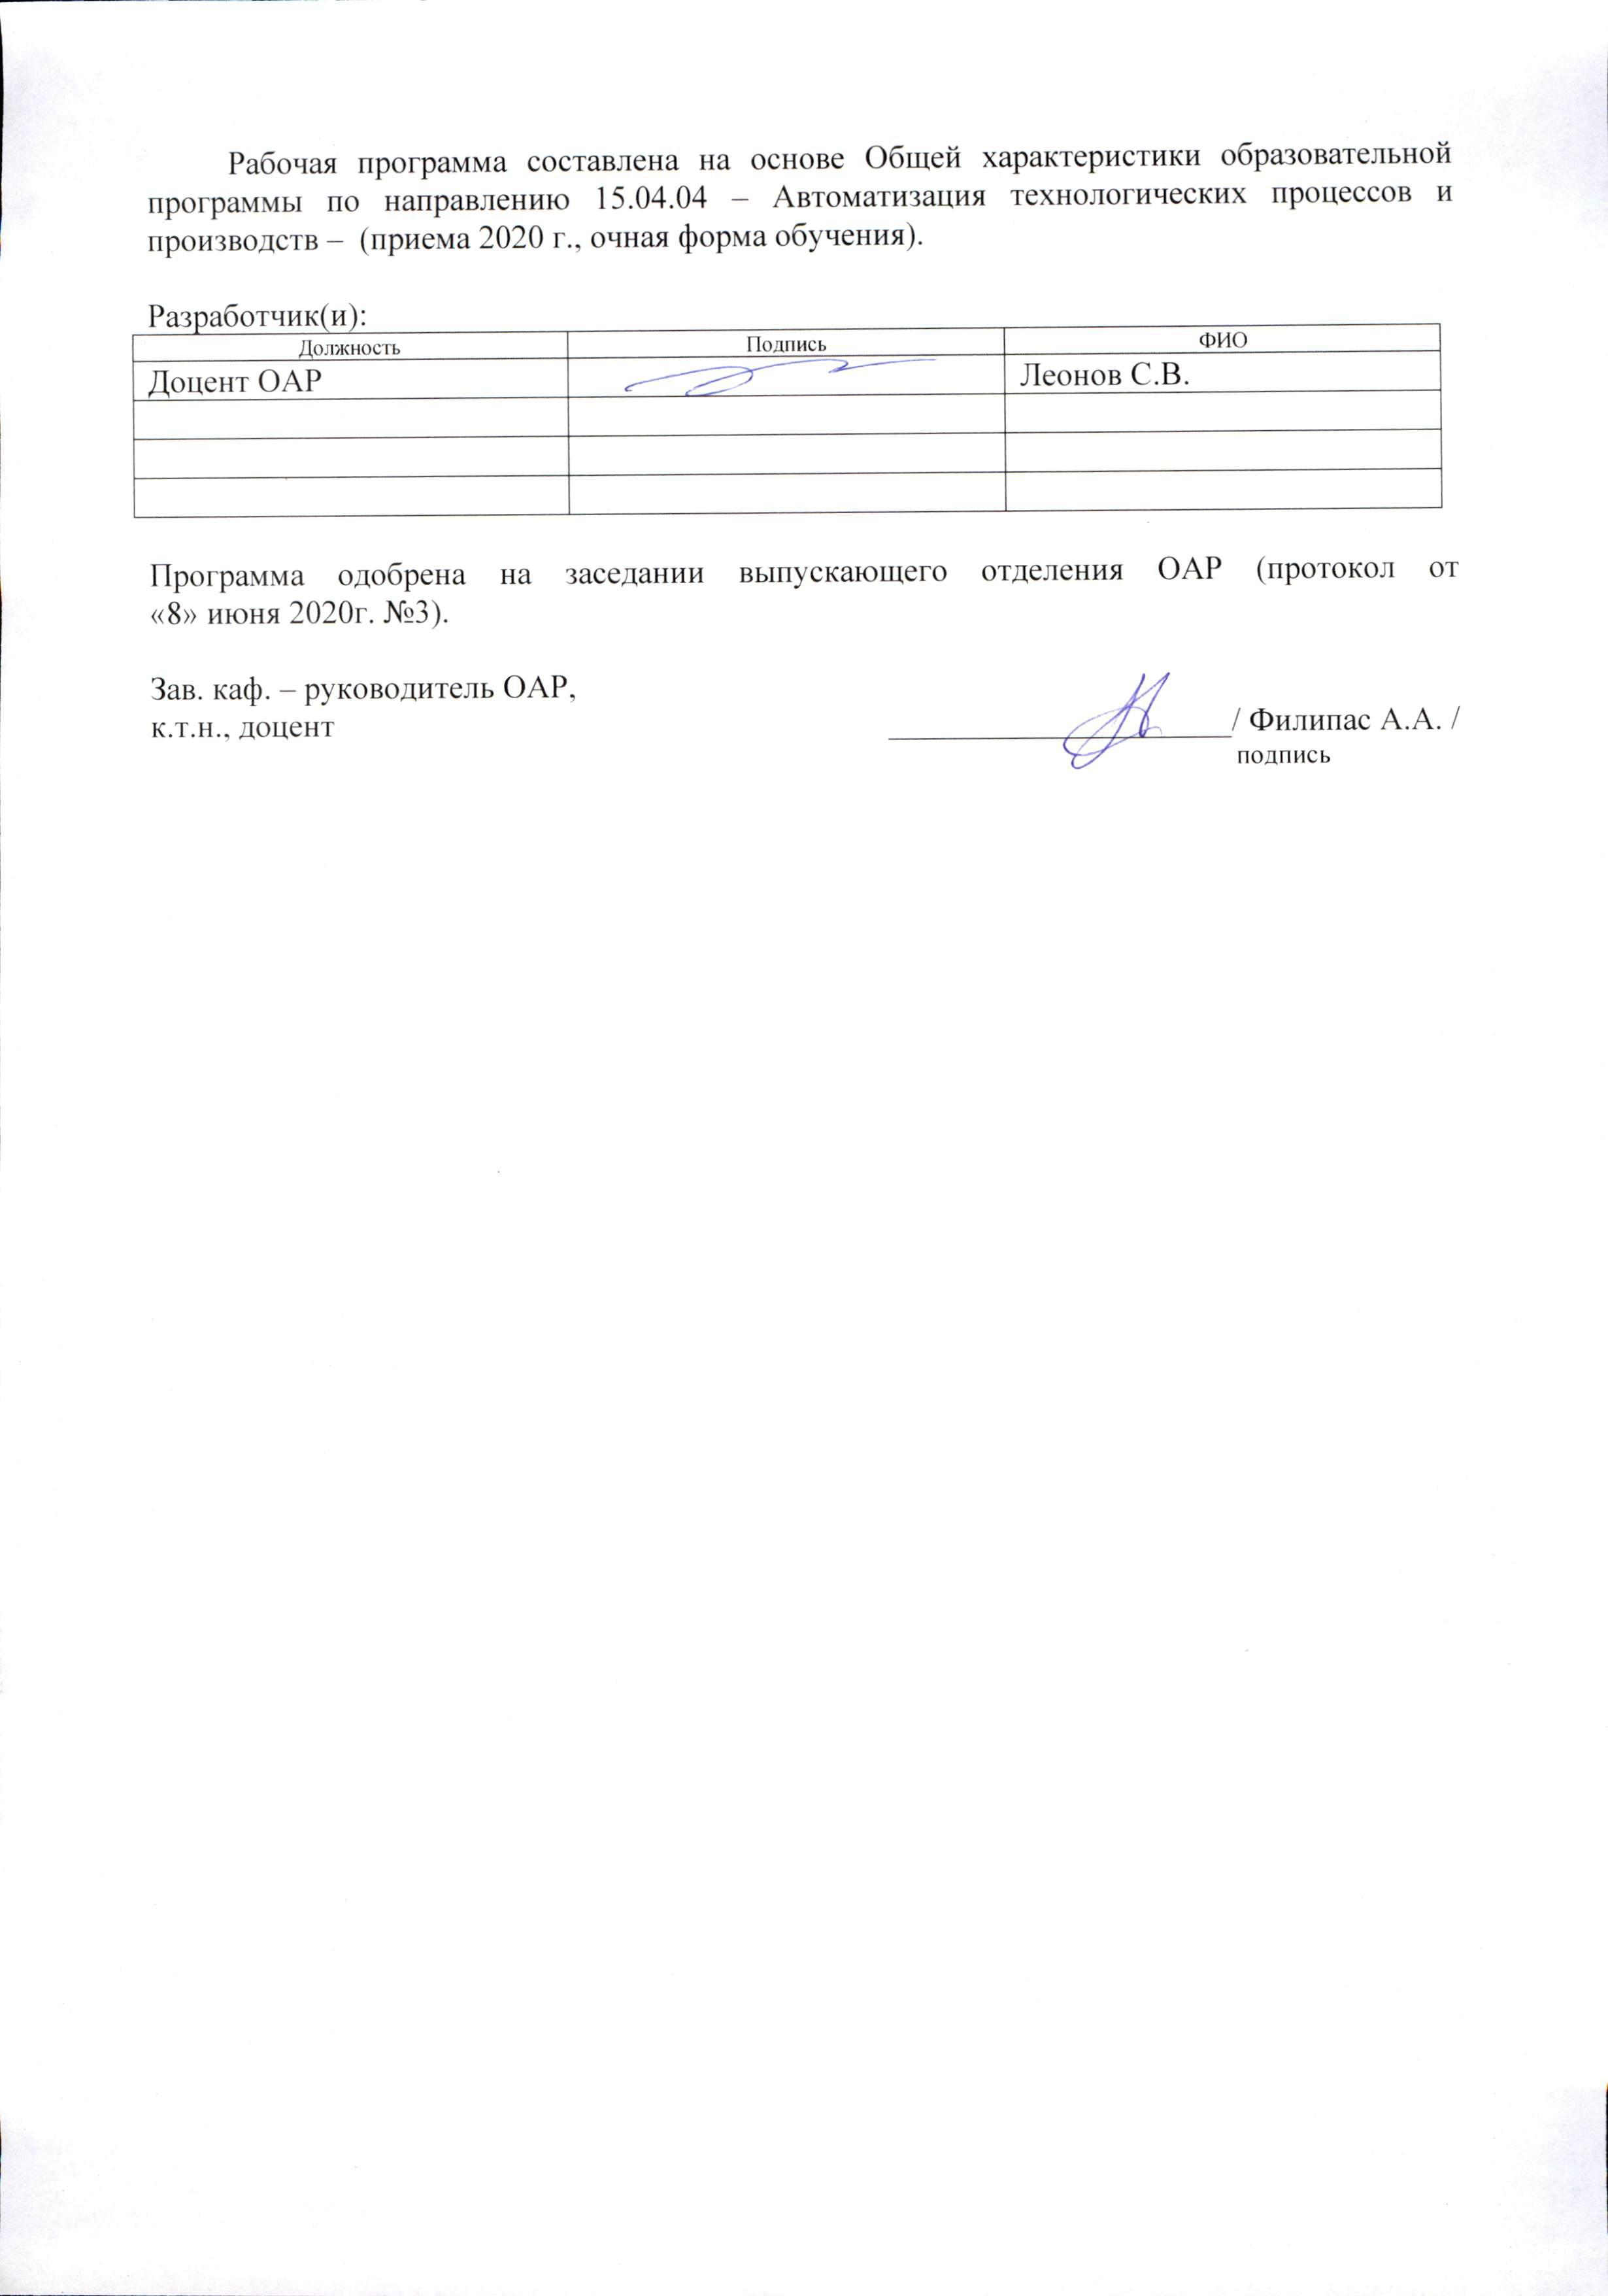 Рабочая программа составлена на основе Общей характеристики образовательной
программы по направлению 15.04.04 – Автоматизация технологических процессов и
производств – (приема 2020 г., очная форма обучения).
Разработчик(и):
Должность Подпись ФИО
Доцент ОАР Леонов С.В.
Программа одобрена на заседании выпускающего отделения ОАР (протокол от
«8» июня 2020г. №3).
Зав. каф. – руководитель ОАР,
к.т.н., доцент / Филипас А.А. /
подпись